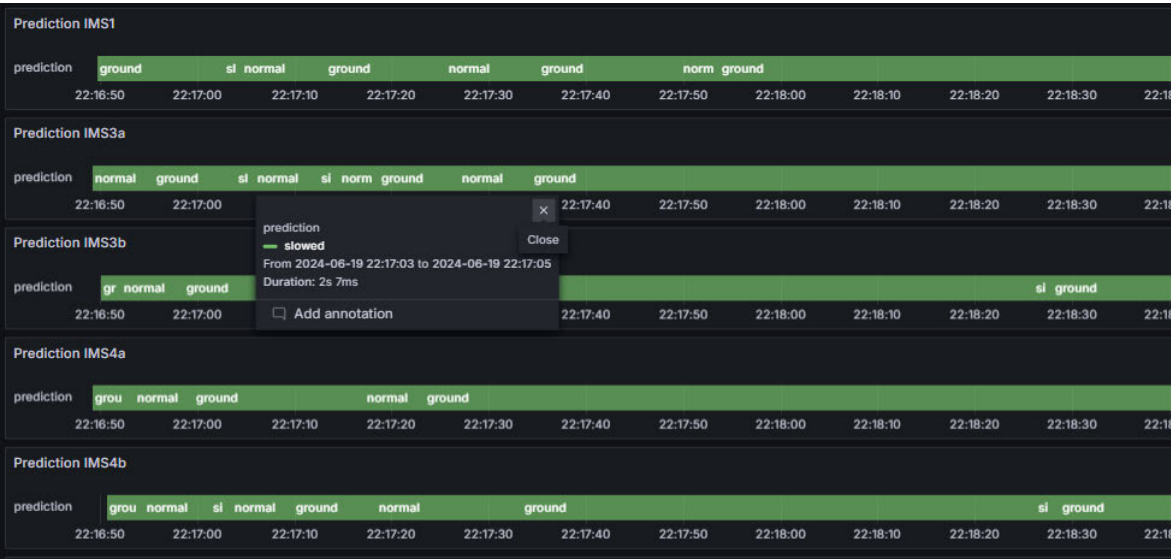 Prediction IMS1
prediction ground sl normal ground normal ground norm ground
22:16:50 22:17:00 22:17:10 22:17:20 22:17:30 22:17:40 22:17:50 22:18:00 22:18:10 22:18:20 22:18:30 22:18
Prediction IMS3a
prediction normal ground sl normal sl norm ground normal ground
22:16:50 22:17:00 22:17:40 22:17:50 22:18:00 22:18:10 22:18:20 22:18:30 22:18
prediction
slowed
From 2024-06-19 22:17:03 to 2024-06-19 22:17:05
Duration: 2s 7ms
Add annotation
Close
Prediction IMS3b
prediction gr normal ground sl ground
22:16:50 22:17:00 22:17:40 22:17:50 22:18:00 22:18:10 22:18:20 22:18:30 22:18
Prediction IMS4a
prediction grou normal ground normal ground
22:16:50 22:17:00 22:17:10 22:17:20 22:17:30 22:17:40 22:17:50 22:18:00 22:18:10 22:18:20 22:18:30 22:18
Prediction IMS4b
prediction grou normal sl normal ground normal ground sl ground
22:16:50 22:17:00 22:17:10 22:17:20 22:17:30 22:17:40 22:17:50 22:18:00 22:18:10 22:18:20 22:18:30 22:18